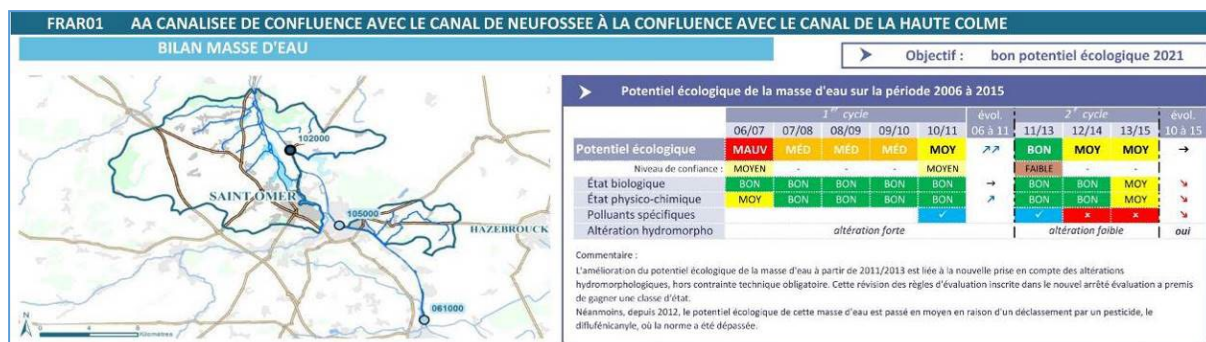 FRAR01 AA CANALISEE DE CONFLUENCE AVEC LE CANAL DE NEUFOSSEE À LA CONFLUENCE AVEC LE CANAL DE LA HAUTE COLME
BILAN MASSE D'EAU
Objectif : bon potentiel écologique 2021
102000
SAINT OMER
105000
HAZEBROUCK
061000
N
0 4 8
Kilomètres
Potentiel écologique de la masse d'eau sur la période 2006 à 2015
1er cycle évol. 2e cycle évol.
06/07 07/08 08/09 09/10 10/11 06 à 11 11/13 12/14 13/15 10 à 15
Potentiel écologique MAUV MÉD MÉD MÉD MOY ↗↗ BON MOY MOY →
Niveau de confiance : MOYEN - - - MOYEN FAIBLE - -
État biologique BON BON BON BON BON → BON BON MOY ↘
État physico-chimique MOY BON BON BON BON ↗ BON BON MOY ↘
Polluants spécifiques ✓ ✓ x x ↘
Altération hydromorpho altération forte altération faible oui
Commentaire :
L'amélioration du potentiel écologique de la masse d'eau à partir de 2011/2013 est liée à la nouvelle prise en compte des altérations
hydromorphologiques, hors contrainte technique obligatoire. Cette révision des règles d'évaluation inscrite dans le nouvel arrêté évaluation a premis
de gagner une classe d'état.
Néanmoins, depuis 2012, le potentiel écologique de cette masse d'eau est passé en moyen en raison d'un déclassement par un pesticide, le
diflufénicanyle, où la norme a été dépassée.